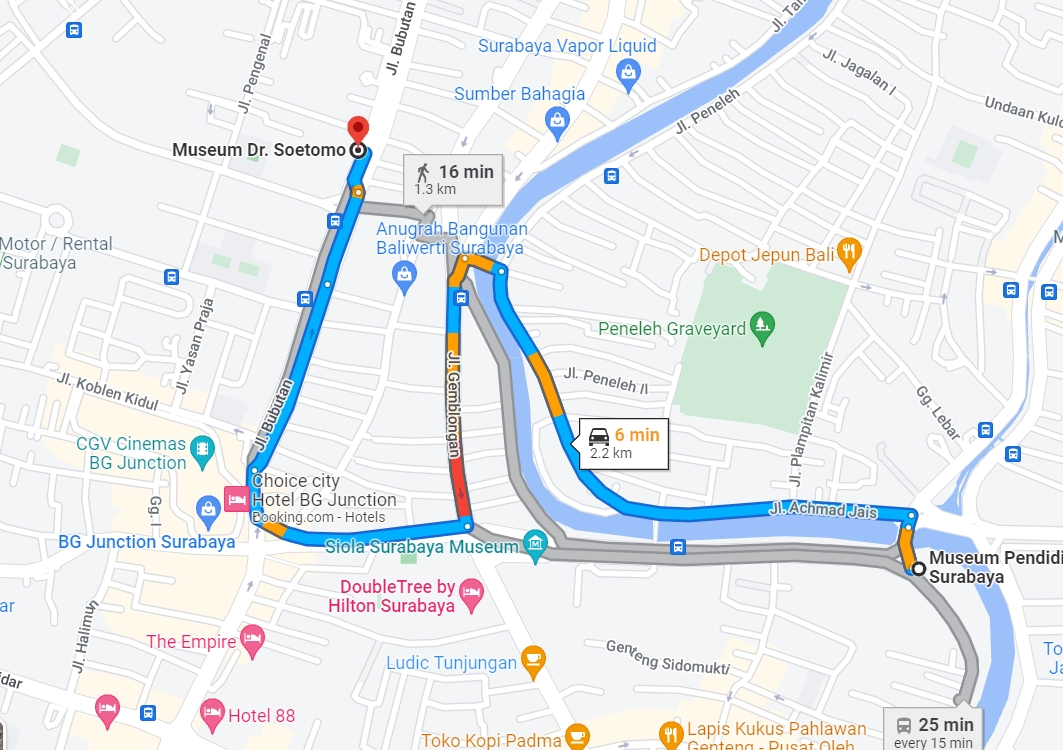 Jl. Bubutan
Jl. Pengenal
Surabaya Vapor Liquid
Sumber Bahagia
Jl. Jagalan I
Jl. Peneleh
Museum Dr. Soetomo
16 min
1.3 km
Anugrah Bangunan
Baliwerti Surabaya
Motor / Rental
Surabaya
Depot Jepun Bali
Peneleh Graveyard
Jl. Yasan Praja
Jl. Koblen Kidul
Jl. Peneleh II
Jl. Gemblongan
Jl. Bubutan
Jl. Plampitan Kalimir
Gg. Lebar
6 min
2.2 km
CGV Cinemas
BG Junction
Choice city
Hotel BG Junction
Booking.com - Hotels
Gg. I
BG Junction Surabaya
Jl. Achmad Jais
Siola Surabaya Museum
Museum Pendidi
Surabaya
DoubleTree by
Hilton Surabaya
Jl. Halimun
The Empire
Ludic Tunjungan
Genteng Sidomukti
Hotel 88
25 min
every 15 min
Toko Kopi Padma
Lapis Kukus Pahlawan
Genteng - Pusat Oleh